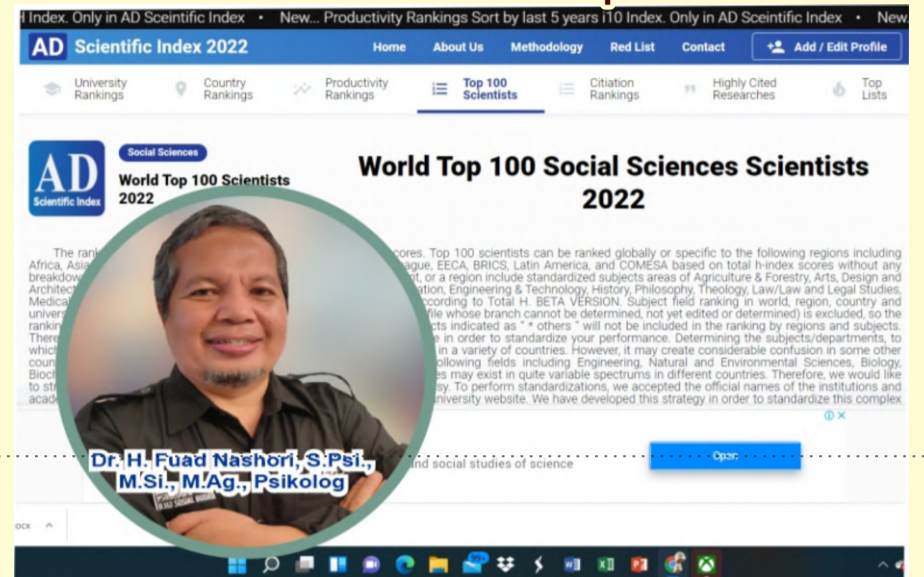 H Index. Only in AD Sceintific Index • New... Productivity Rankings Sort by last 5 years i10 Index. Only in AD Sceintific Index • New.
AD Scientific Index 2022
Home About Us Methodology Red List Contact Add / Edit Profile
University Rankings
Country Rankings
Productivity Rankings
Top 100 Scientists
Citiation Rankings
Highly Cited Researches
Top Lists
AD
Scientific Index
Social Sciences
World Top 100 Scientists
2022
World Top 100 Social Sciences Scientists
2022
The rank cores. Top 100 scientists can be ranked globally or specific to the following regions including
Africa, Asia ague, EECA, BRICS, Latin America, and COMESA based on total h-index scores without any
breakdow pt, or a region include standardized subjects areas of Agriculture & Forestry, Arts, Design and
Architect ation, Engineering & Technology, History, Philosophy, Theology, Law/Law and Legal Studies,
Medical ccording to Total H. BETA VERSION. Subject field ranking in world, region, country and
univers file whose branch cannot be determined, not yet edited or determined) is excluded, so the
rankin cts indicated as " * others " will not be included in the ranking by regions and subjects.
There e in order to standardize your performance. Determining the subjects/departments, to
which in a variety of countries. However, it may create considerable confusion in some other
coun ollowing fields including Engineering, Natural and Environmental Sciences, Biology,
Bioch es may exist in quite variable spectrums in different countries. Therefore, we would like
to str sy. To perform standardizations, we accepted the official names of the institutions and
acade university website. We have developed this strategy in order to standardize this complex
Dr. H. Fuad Nashori, S.Psi.,
M.Si., M.Ag., Psikolog
nd social studies of science
Open
ocx
99+